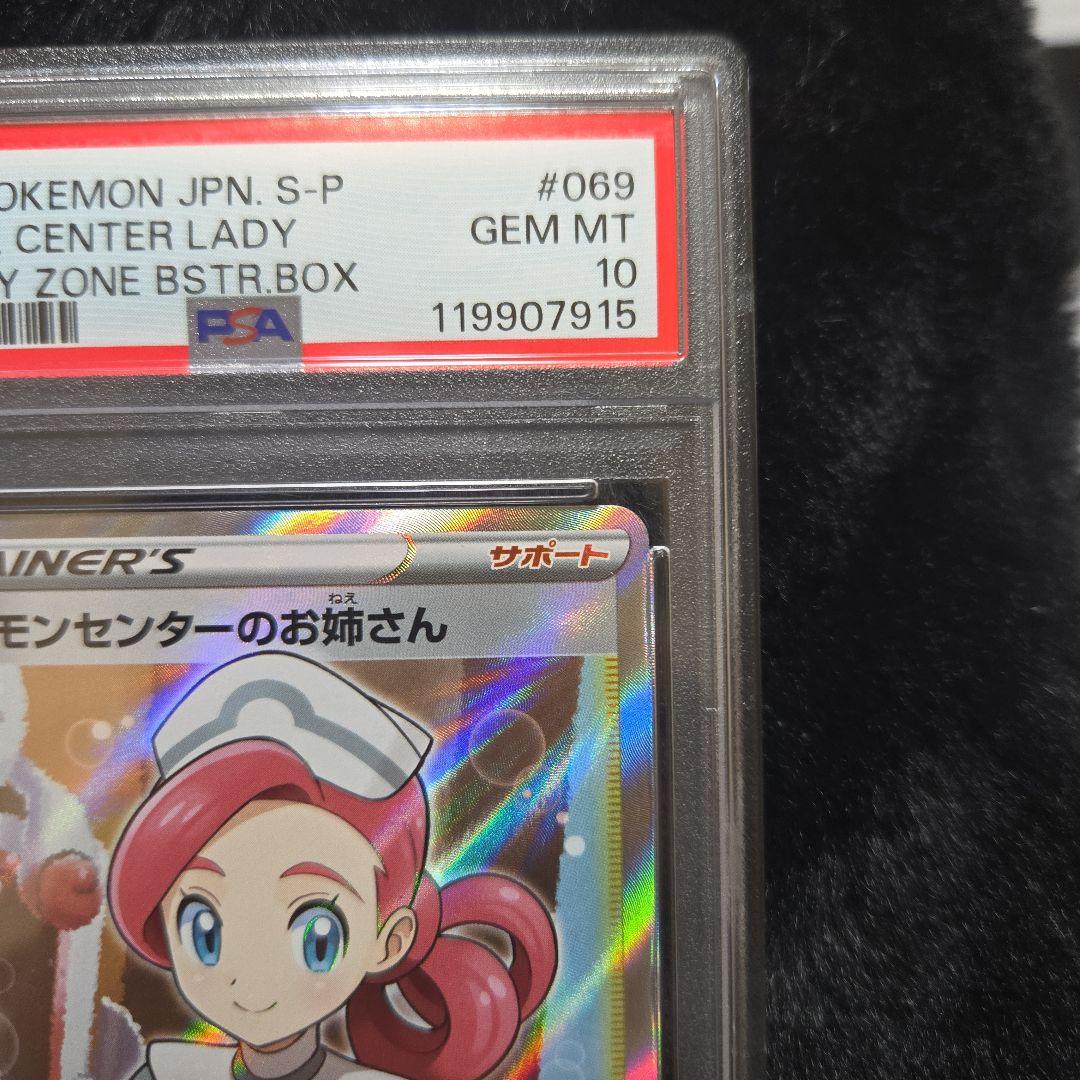 OKEMON JPN. S-P #069
CENTER LADY GEM MT
Y ZONE BSTR.BOX 10
PSA 119907915
AINER'S サポート
ねえ
モンセンターのお姉さん